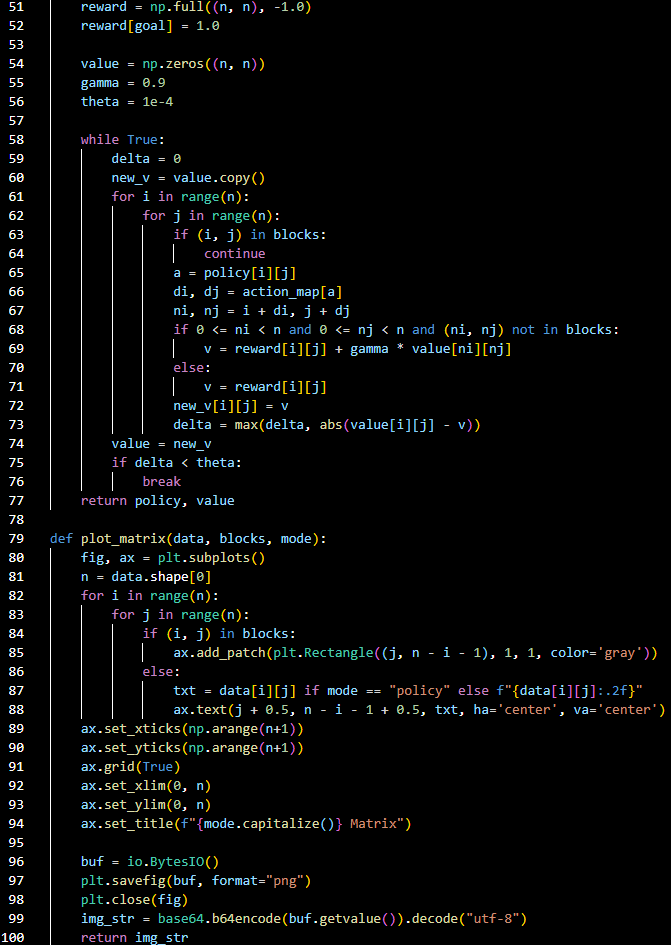 51 reward = np.full((n, n), -1.0)
52 reward[goal] = 1.0
53
54 value = np.zeros((n, n))
55 gamma = 0.9
56 theta = 1e-4
57
58 while True:
59 delta = 0
60 new_v = value.copy()
61 for i in range(n):
62 for j in range(n):
63 if (i, j) in blocks:
64 continue
65 a = policy[i][j]
66 di, dj = action_map[a]
67 ni, nj = i + di, j + dj
68 if 0 <= ni < n and 0 <= nj < n and (ni, nj) not in blocks:
69 v = reward[i][j] + gamma * value[ni][nj]
70 else:
71 v = reward[i][j]
72 new_v[i][j] = v
73 delta = max(delta, abs(value[i][j] - v))
74 value = new_v
75 if delta < theta:
76 break
77 return policy, value
78
79 def plot_matrix(data, blocks, mode):
80 fig, ax = plt.subplots()
81 n = data.shape[0]
82 for i in range(n):
83 for j in range(n):
84 if (i, j) in blocks:
85 ax.add_patch(plt.Rectangle((j, n - i - 1), 1, 1, color='gray'))
86 else:
87 txt = data[i][j] if mode == "policy" else f"{data[i][j]:.2f}"
88 ax.text(j + 0.5, n - i - 1 + 0.5, txt, ha='center', va='center')
89 ax.set_xticks(np.arange(n+1))
90 ax.set_yticks(np.arange(n+1))
91 ax.grid(True)
92 ax.set_xlim(0, n)
93 ax.set_ylim(0, n)
94 ax.set_title(f"{mode.capitalize()} Matrix")
95
96 buf = io.BytesIO()
97 plt.savefig(buf, format="png")
98 plt.close(fig)
99 img_str = base64.b64encode(buf.getvalue()).decode("utf-8")
100 return img_str